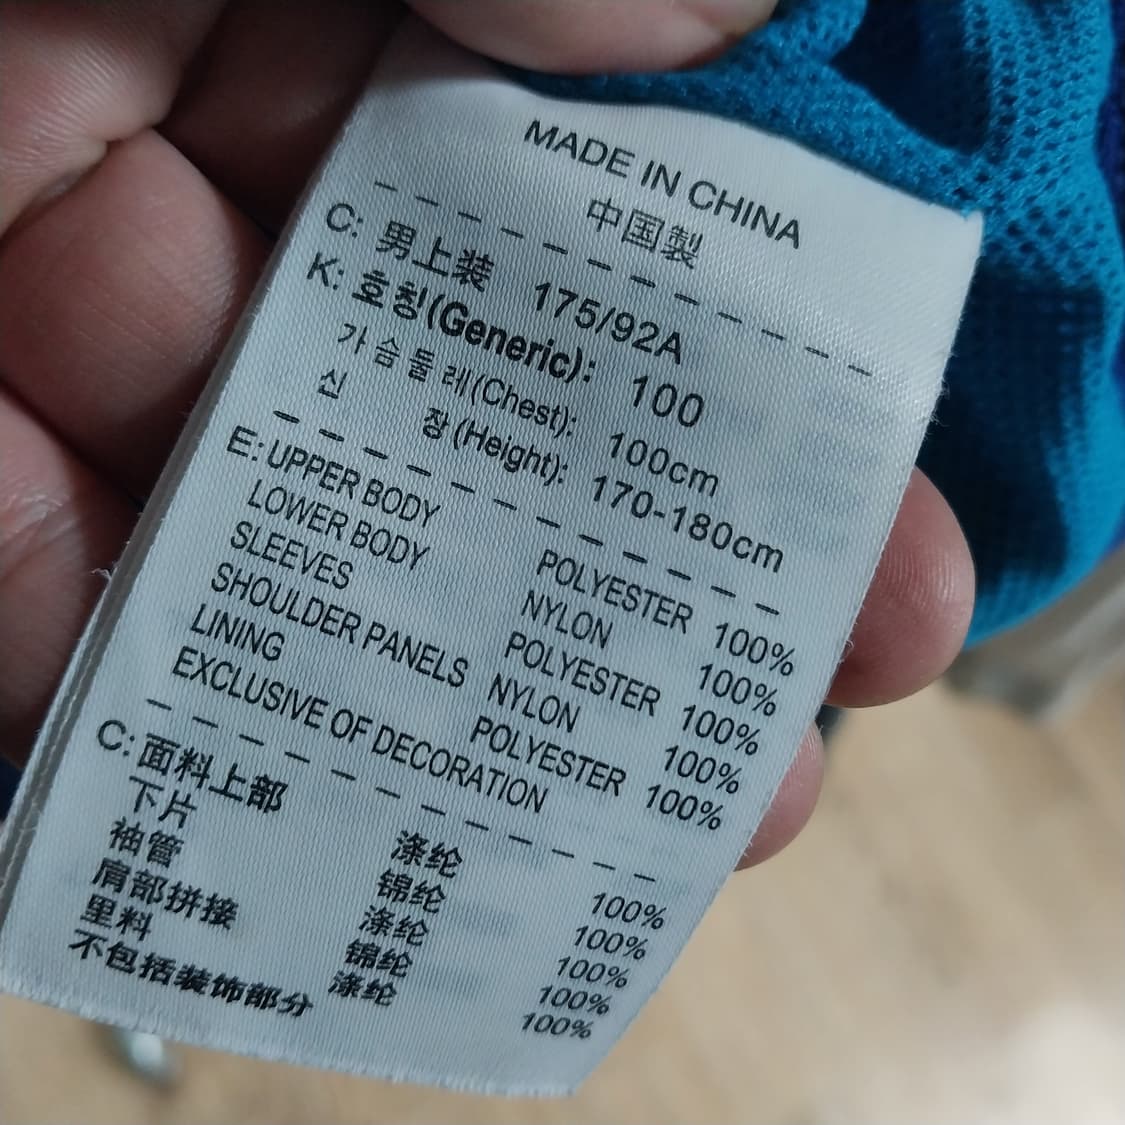 MADE IN CHINA
中国製
C: 男上装 175/92A
K: 호칭(Generic): 100
가슴둘레(Chest): 100cm
신 장 (Height): 170-180cm
E: UPPER BODY POLYESTER 100%
LOWER BODY NYLON 100%
SLEEVES POLYESTER 100%
SHOULDER PANELS NYLON 100%
LINING POLYESTER 100%
EXCLUSIVE OF DECORATION
C: 面料上部 涤纶 100%
下片 锦纶 100%
袖管 涤纶 100%
肩部拼接 锦纶 100%
里料 涤纶 100%
不包括装饰部分